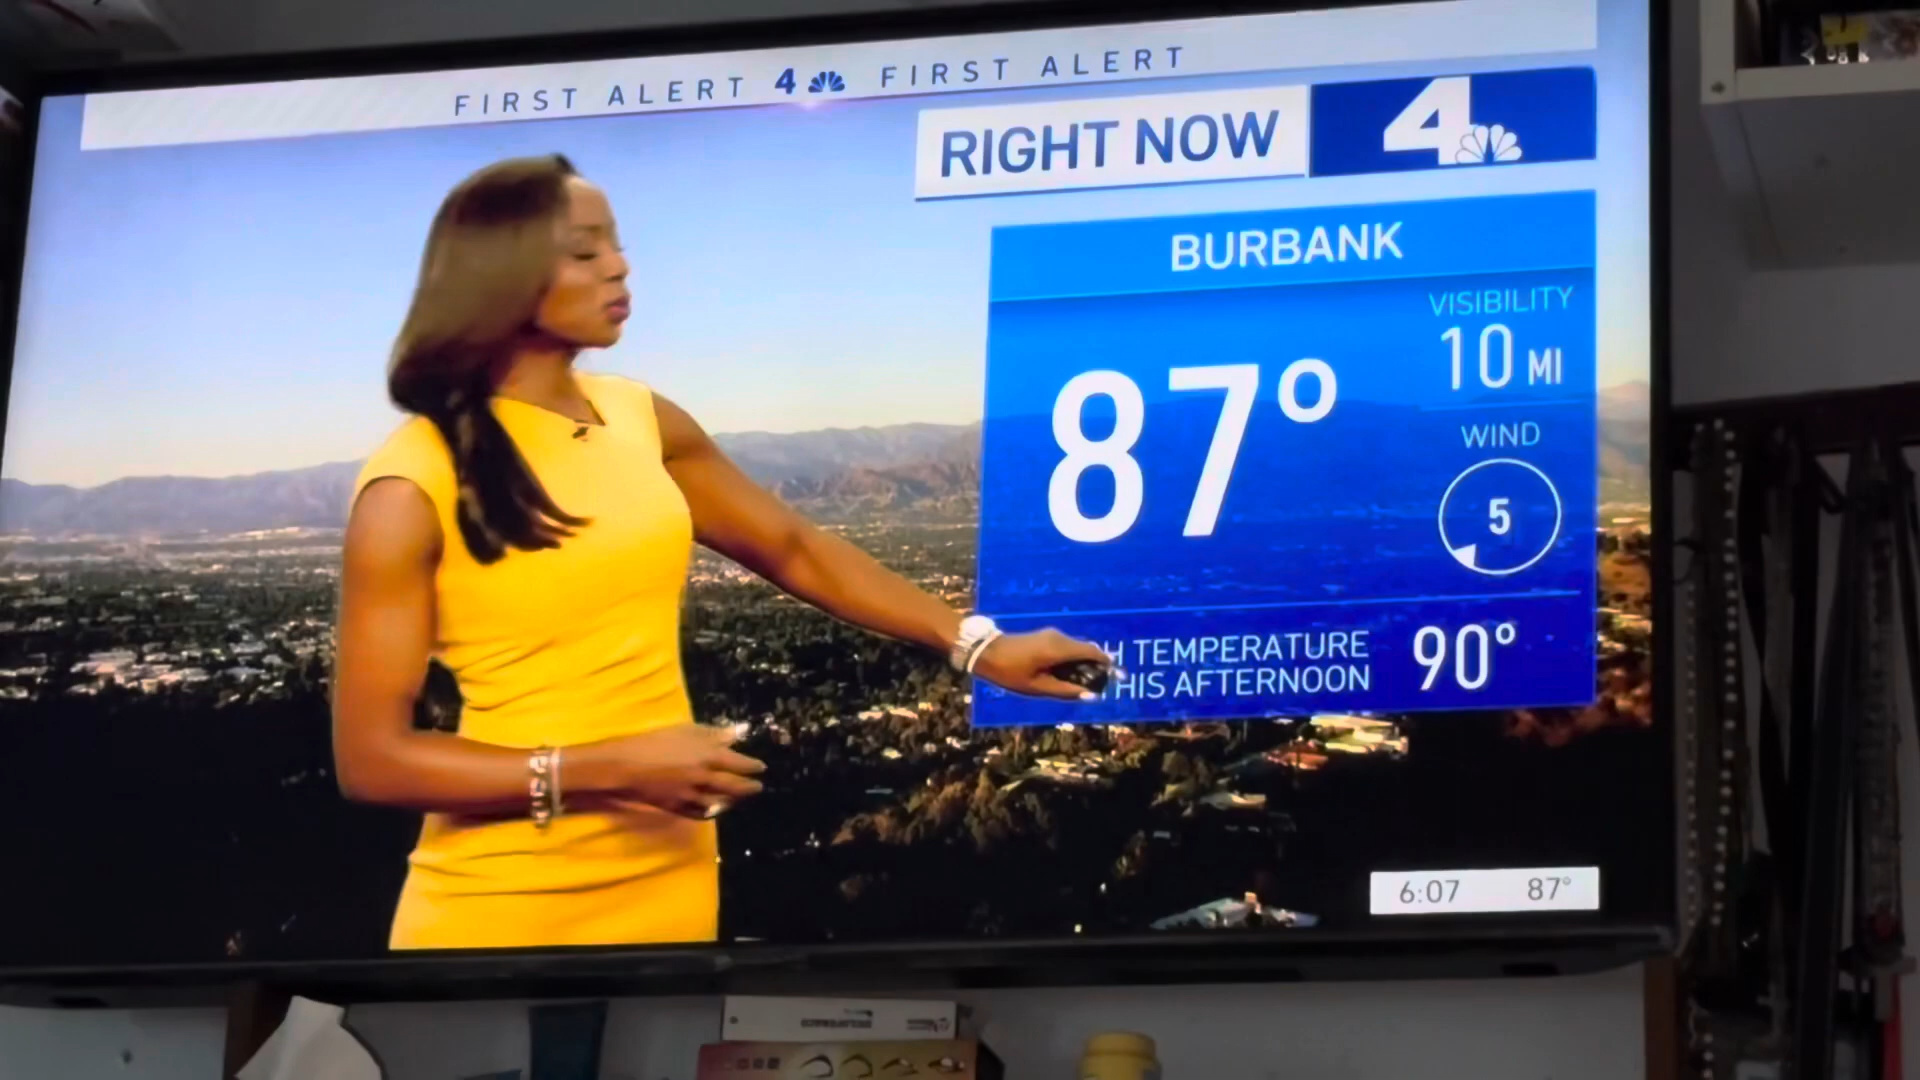 FIRST ALERT 4 FIRST ALERT
RIGHT NOW 4
BURBANK
87°
VISIBILITY
10 MI
WIND
5
H TEMPERATURE
THIS AFTERNOON
90°
6:07 87°